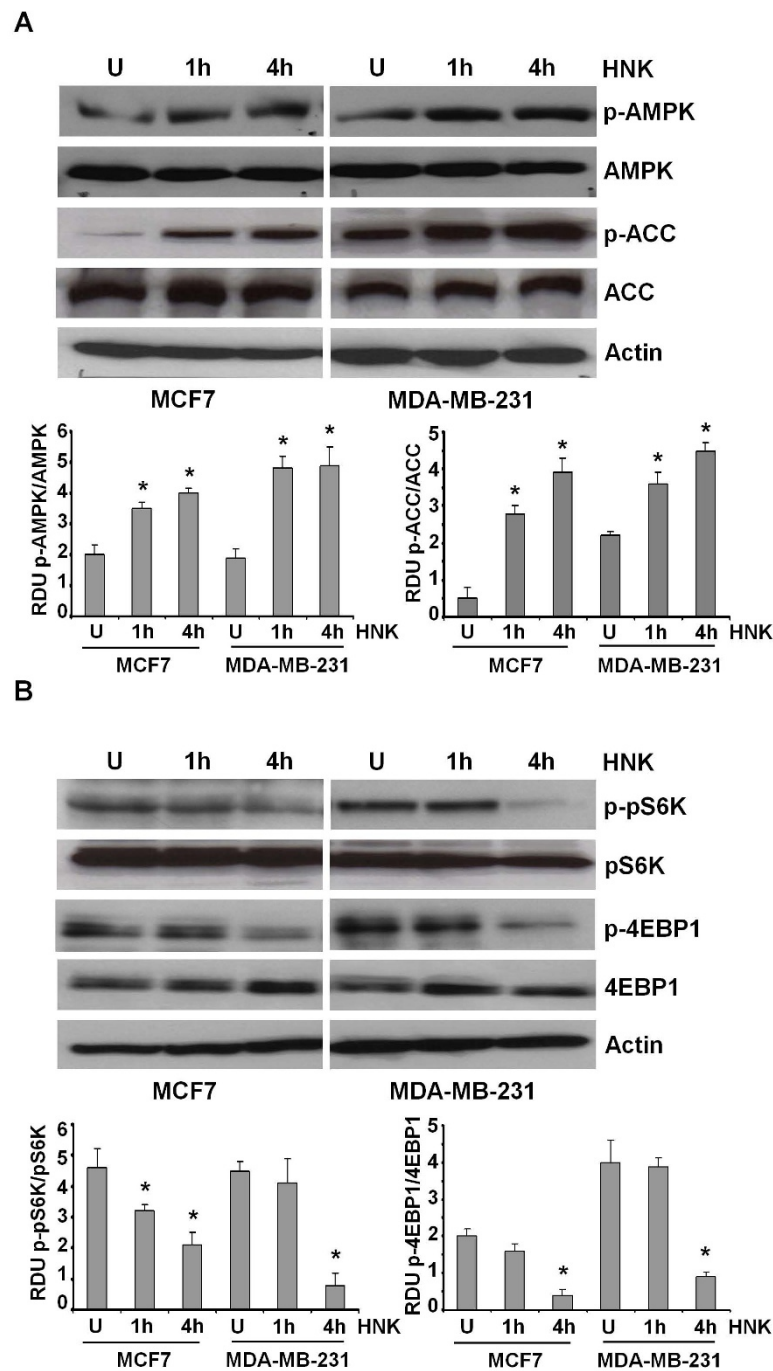 A
U 1h 4h U 1h 4h HNK
p-AMPK
AMPK
p-ACC
ACC
Actin
MCF7 MDA-MB-231
RDU p-AMPK/AMPK
6
5
4
3
2
1
0
* * * *
U 1h 4h U 1h 4h HNK
MCF7 MDA-MB-231
RDU p-ACC/ACC
5
4
3
2
1
0
* * * *
U 1h 4h U 1h 4h HNK
MCF7 MDA-MB-231
B
U 1h 4h U 1h 4h HNK
p-pS6K
pS6K
p-4EBP1
4EBP1
Actin
MCF7 MDA-MB-231
RDU p-pS6K/pS6K
6
5
4
3
2
1
0
* * *
U 1h 4h U 1h 4h HNK
MCF7 MDA-MB-231
RDU p-4EBP1/4EBP1
5
4
3
2
1
0
* *
U 1h 4h U 1h 4h HNK
MCF7 MDA-MB-231